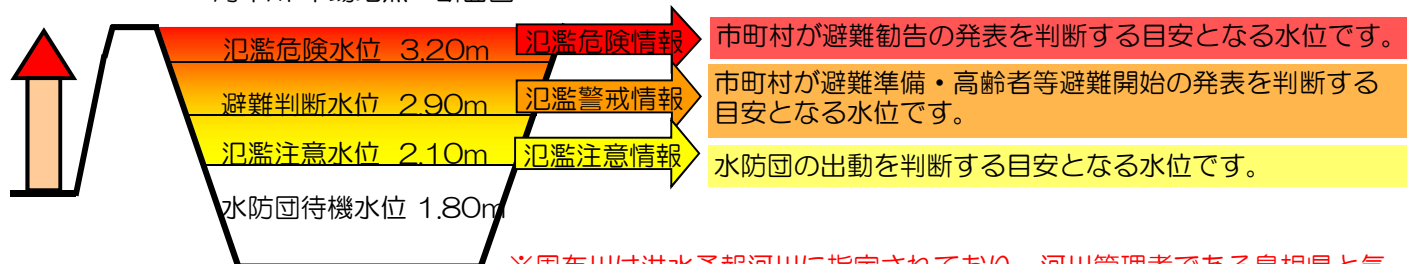 氾濫危険水位 3.20m
氾濫危険情報
市町村が避難勧告の発表を判断する目安となる水位です。
避難判断水位 2.90m
氾濫警戒情報
市町村が避難準備・高齢者等避難開始の発表を判断する
目安となる水位です。
氾濫注意水位 2.10m
氾濫注意情報
水防団の出動を判断する目安となる水位です。
水防団待機水位 1.80m